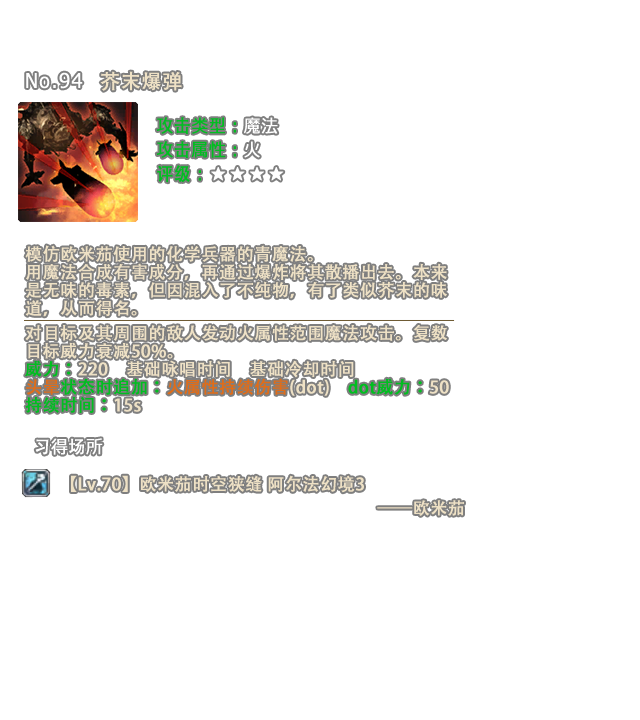 No.94 芥末爆弹
攻击类型：魔法
攻击属性：火
评级：☆☆☆☆
模仿欧米茄使用的化学兵器的青魔法。
用魔法合成有害成分，再通过爆炸将其散播出去。本来
是无味的毒素，但因混入了不纯物，有了类似芥末的味
道，从而得名。
对目标及其周围的敌人发动火属性范围魔法攻击。复数
目标威力衰减50%。
威力：220 基础咏唱时间 基础冷却时间
状态时追加：火属性持续伤害(dot) dot威力：50
持续时间：15s
习得场所
【Lv.70】欧米茄时空狭缝 阿尔法幻境3
——欧米茄